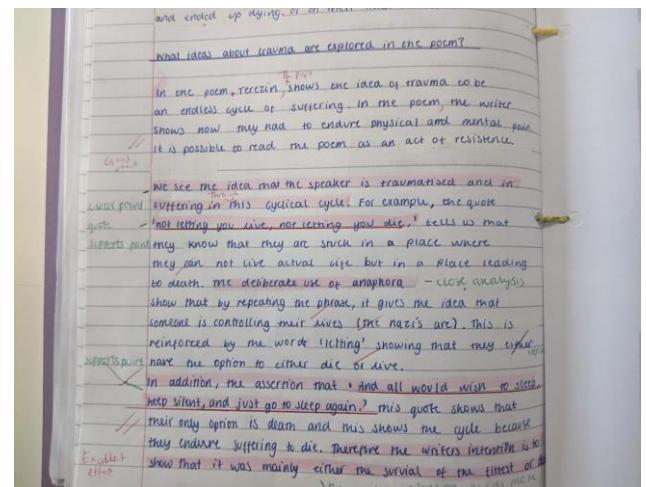 and ended up dying. or on their
what ideas about trauma are explored in the poem?
the poet
In the poem, Terezin, shows the idea of trauma to be
an endless cycle of suffering. In the poem, the writer
shows how they had to endure physical and mental pain.
It is possible to read the poem as an act of resistence.
Good
effort
we see the idea that the speaker is traumatised and in
through
clear point suffering in this cyclical cycle. For example, the quote
quote 'not letting you live, not letting you die,' tells us that
supports point they know that they are stuck in a place where
they can not live actual life but in a place leading
to death. The deliberate use of anaphora - close analysis
show that by repeating the phrase, it gives the idea that
someone is controlling their lives (the nazi's are). This is
reinforced by the word 'letting' showing that they either
supports point have the option to either die or live.
In addition, the assertion that 'And all would wish to sleep,
keep silent, and just go to sleep again.' This quote shows that
their only option is death and this shows the cycle because
they endure suffering to die. Therefore the writers intention is to
Excellent
effort
show that it was mainly either the survial of the fittest or